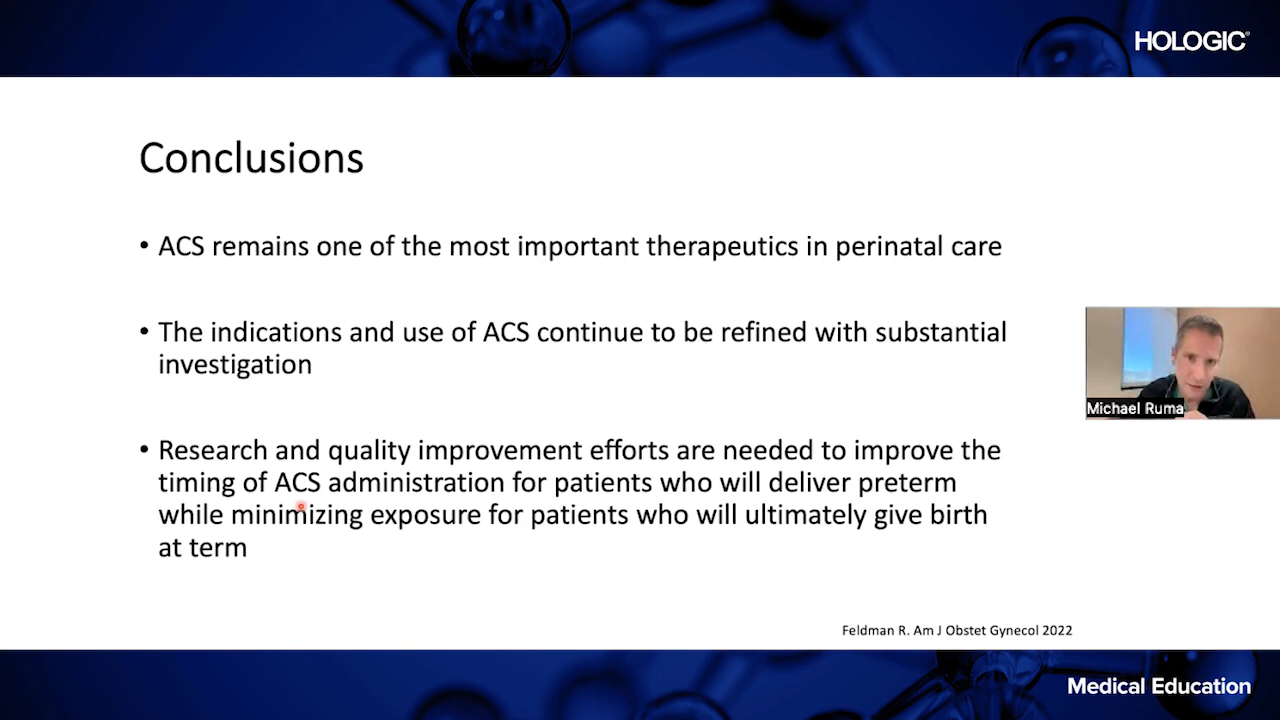 HOLOGIC®
Conclusions
• ACS remains one of the most important therapeutics in perinatal care
• The indications and use of ACS continue to be refined with substantial
investigation
• Research and quality improvement efforts are needed to improve the
timing of ACS administration for patients who will deliver preterm
while minimizing exposure for patients who will ultimately give birth
at term
Michael Ruma
Feldman R. Am J Obstet Gynecol 2022
Medical Education